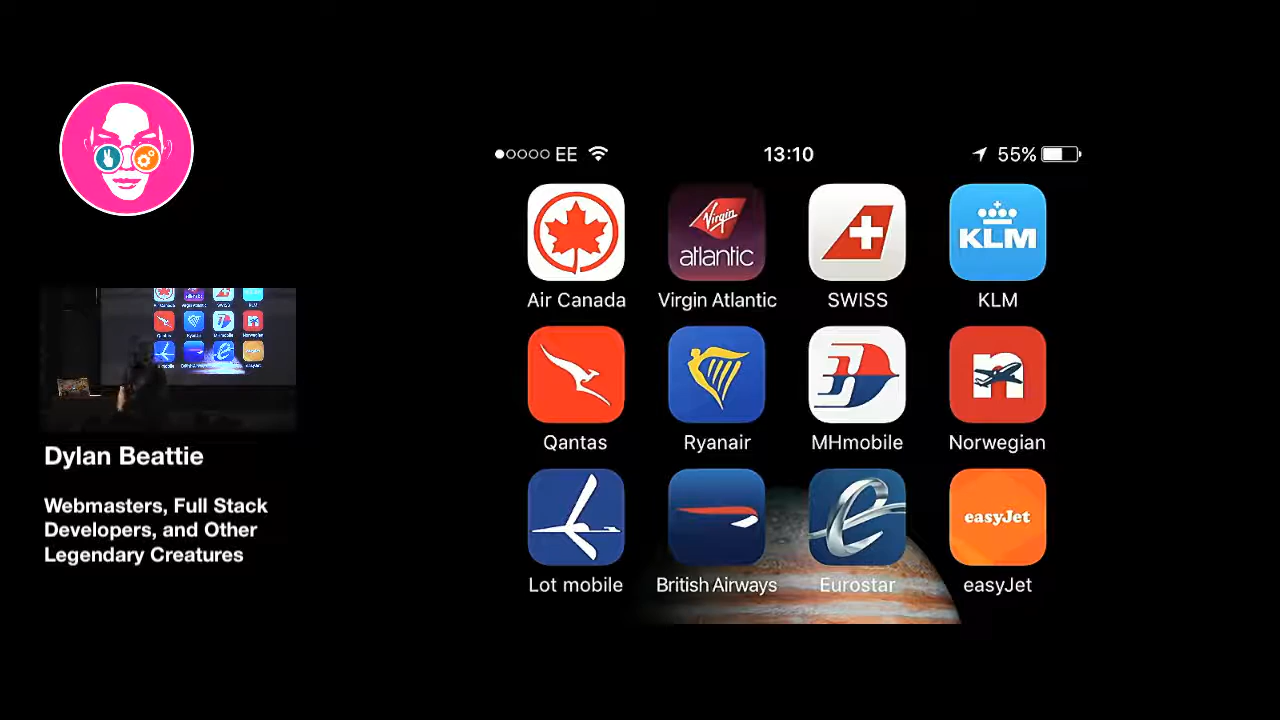 EE 13:10 55%
Virgin atlantic KLM
Air Canada Virgin Atlantic SWISS KLM
n
Qantas Ryanair MHmobile Norwegian
e easyJet
Lot mobile British Airways Eurostar easyJet
Dylan Beattie
Webmasters, Full Stack
Developers, and Other
Legendary Creatures